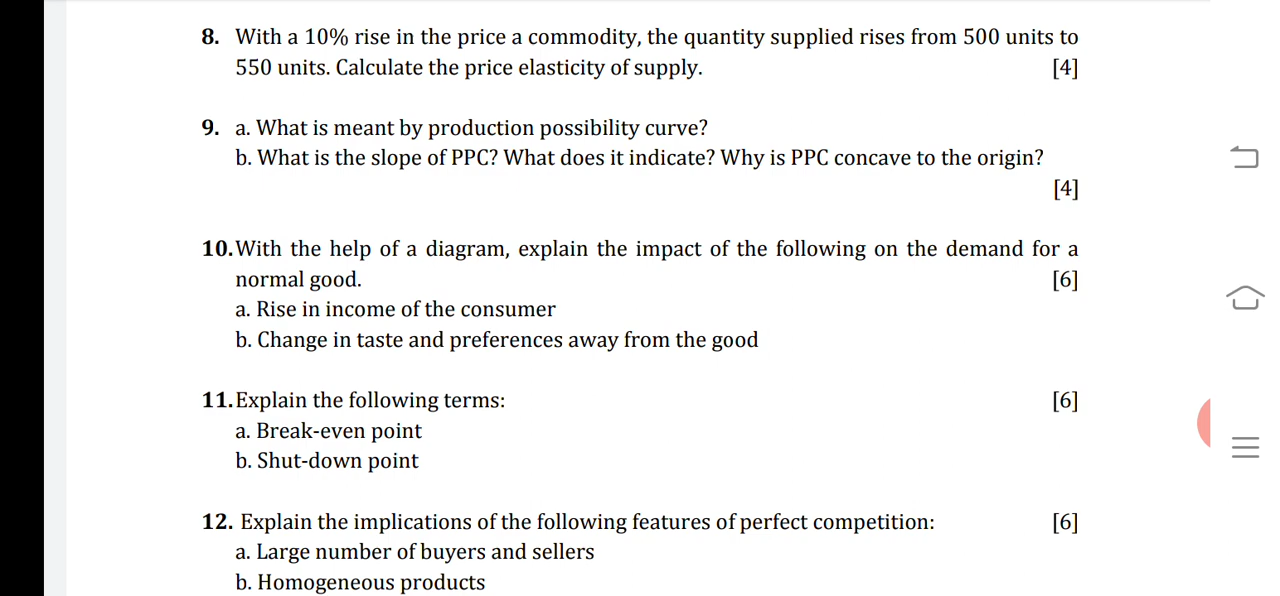 8. With a 10% rise in the price a commodity, the quantity supplied rises from 500 units to
550 units. Calculate the price elasticity of supply. [4]
9. a. What is meant by production possibility curve?
b. What is the slope of PPC? What does it indicate? Why is PPC concave to the origin?
[4]
10. With the help of a diagram, explain the impact of the following on the demand for a
normal good. [6]
a. Rise in income of the consumer
b. Change in taste and preferences away from the good
11. Explain the following terms: [6]
a. Break-even point
b. Shut-down point
12. Explain the implications of the following features of perfect competition: [6]
a. Large number of buyers and sellers
b. Homogeneous products